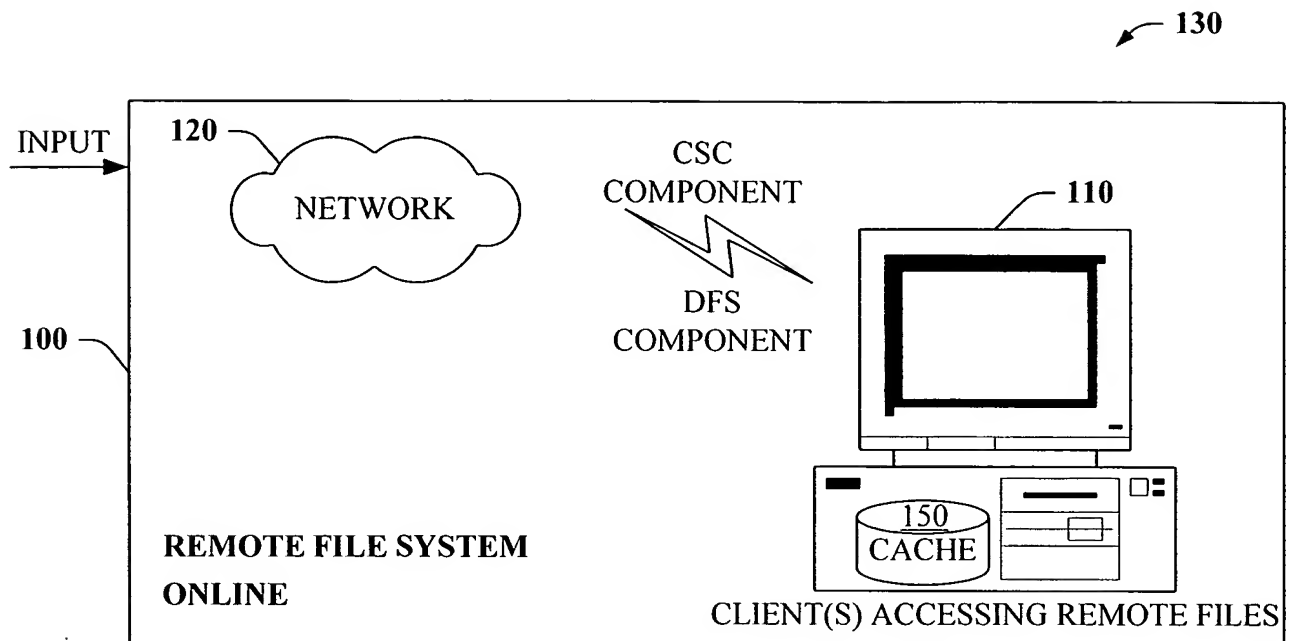 130
INPUT
120
NETWORK
CSC
COMPONENT
110
DFS
COMPONENT
100
150
CACHE
REMOTE FILE SYSTEM
ONLINE
CLIENT(S) ACCESSING REMOTE FILES